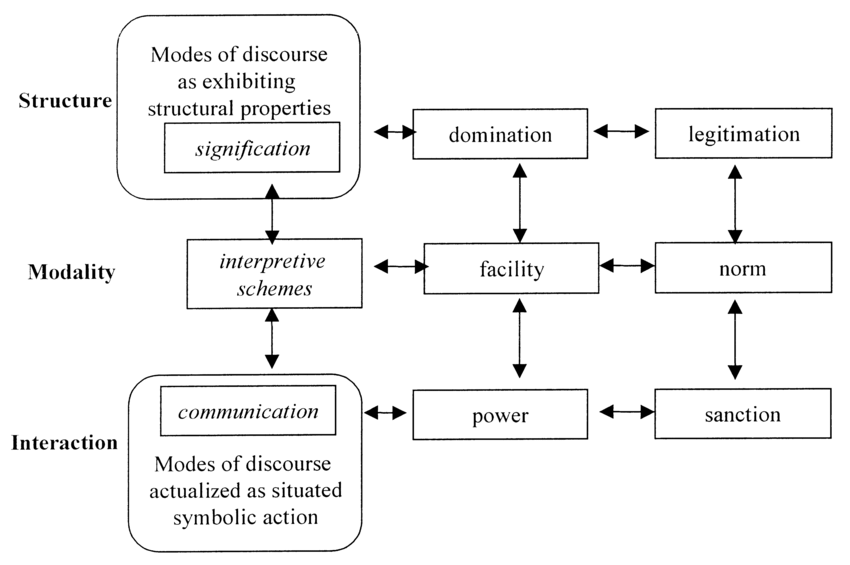 Modes of discourse
as exhibiting
structural properties
Structure
signification
domination
legitimation
Modality
interpretive
schemes
facility
norm
communication
power
sanction
Interaction
Modes of discourse
actualized as situated
symbolic action